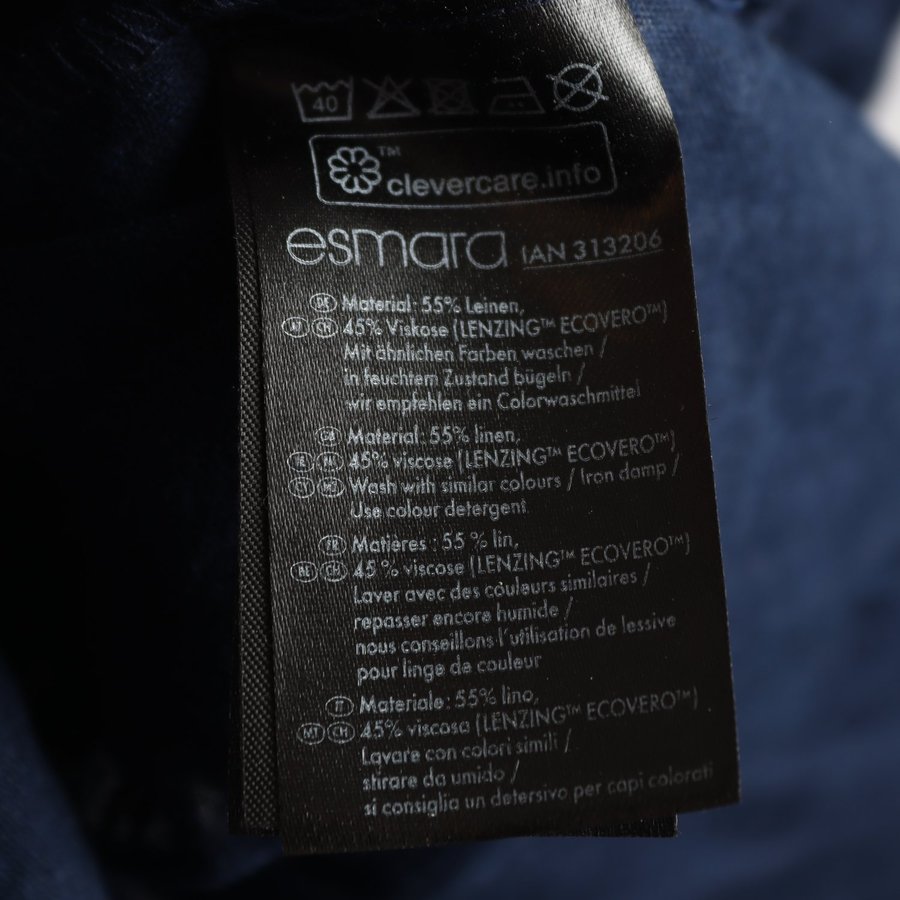 40
™
clevercare.info
esmara IAN 313206
DE Material: 55% Leinen,
AT CH 45% Viskose (LENZING™ ECOVERO™)
Mit ähnlichen Farben waschen /
in feuchtem Zustand bügeln /
wir empfehlen ein Colorwaschmittel
GB Material: 55% linen,
IE 45% viscose (LENZING™ ECOVERO™)
CY MT Wash with similar colours / Iron damp /
Use colour detergent
FR Matières : 55 % lin,
BE CH 45 % viscose (LENZING™ ECOVERO™)
Laver avec des couleurs similaires /
repasser encore humide /
nous conseillons l'utilisation de lessive
pour linge de couleur
IT Materiale: 55% lino,
MT CH 45% viscosa (LENZING™ ECOVERO™)
Lavare con colori simili /
stirare da umido /
si consiglia un detersivo per capi colorati